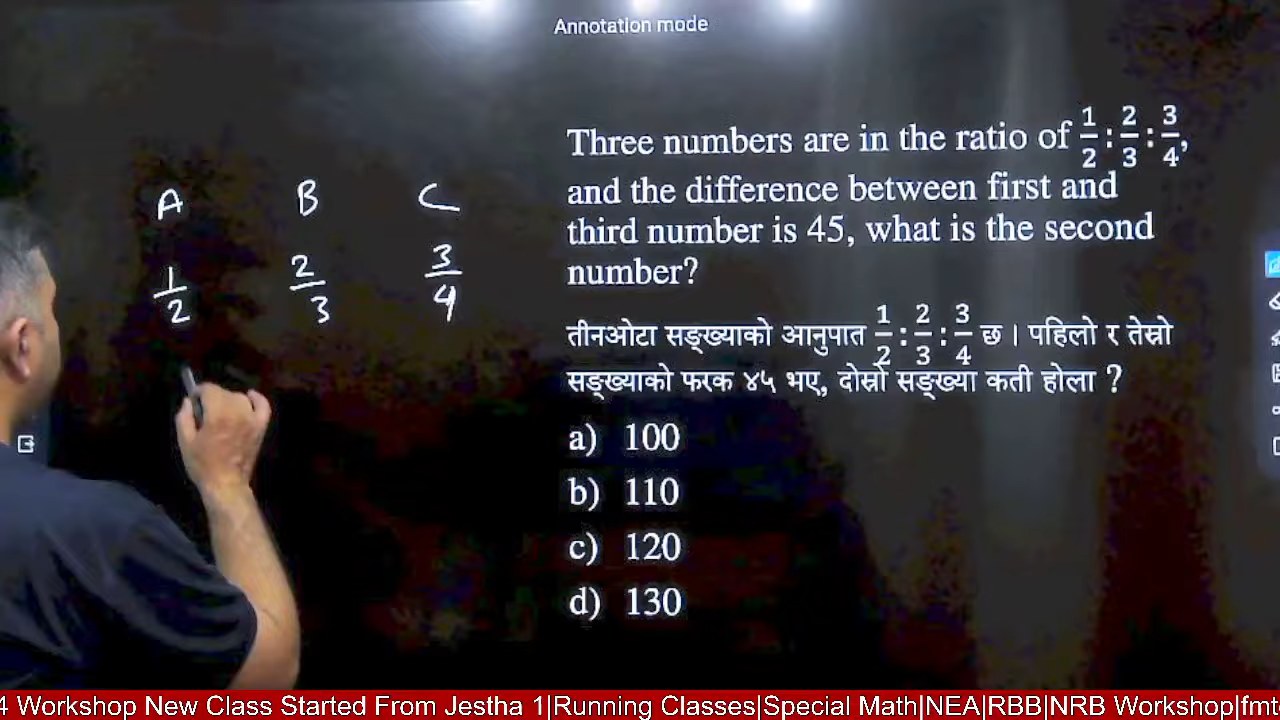 Annotation mode
A B C
1/2 2/3 3/4
Three numbers are in the ratio of 1/2 : 2/3 : 3/4,
and the difference between first and
third number is 45, what is the second
number?
तीनओटा सङ्ख्याको आनुपात 1/2 : 2/3 : 3/4 छ । पहिलो र तेस्रो
सङ्ख्याको फरक ४५ भए, दोस्रो सङ्ख्या कती होला ?
a) 100
b) 110
c) 120
d) 130
4 Workshop New Class Started From Jestha 1|Running Classes|Special Math|NEA|RBB|NRB Workshop|fmt